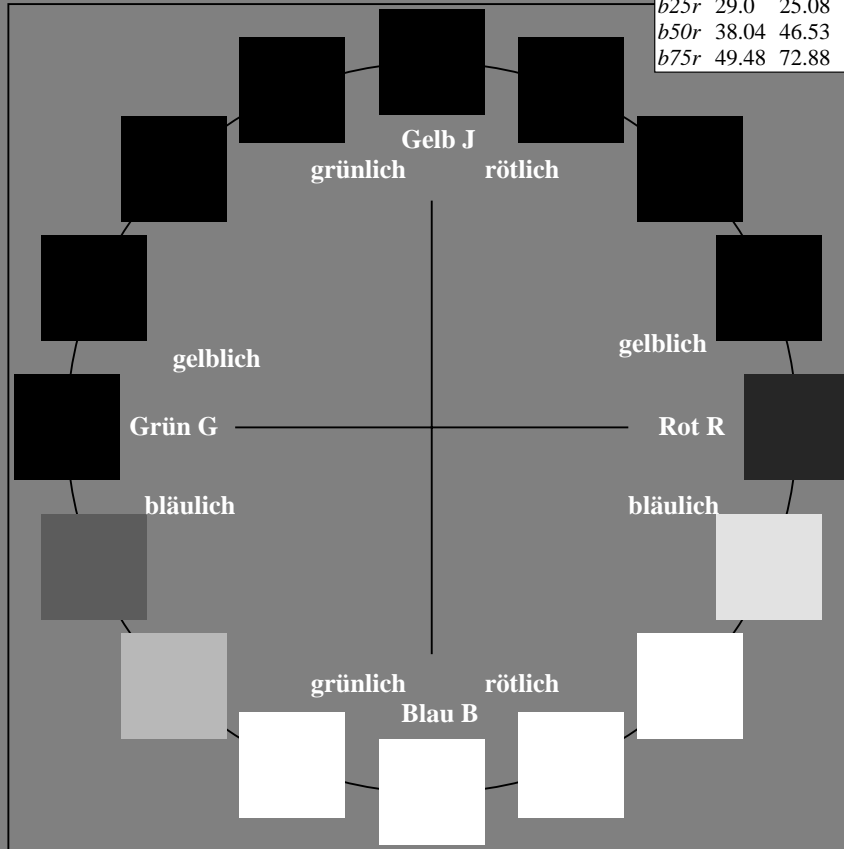 b25r 29.0 25.08
b50r 38.04 46.53
b75r 49.48 72.88
Gelb J
grünlich rötlich
gelblich gelblich
Grün G Rot R
bläulich bläulich
grünlich rötlich
Blau B